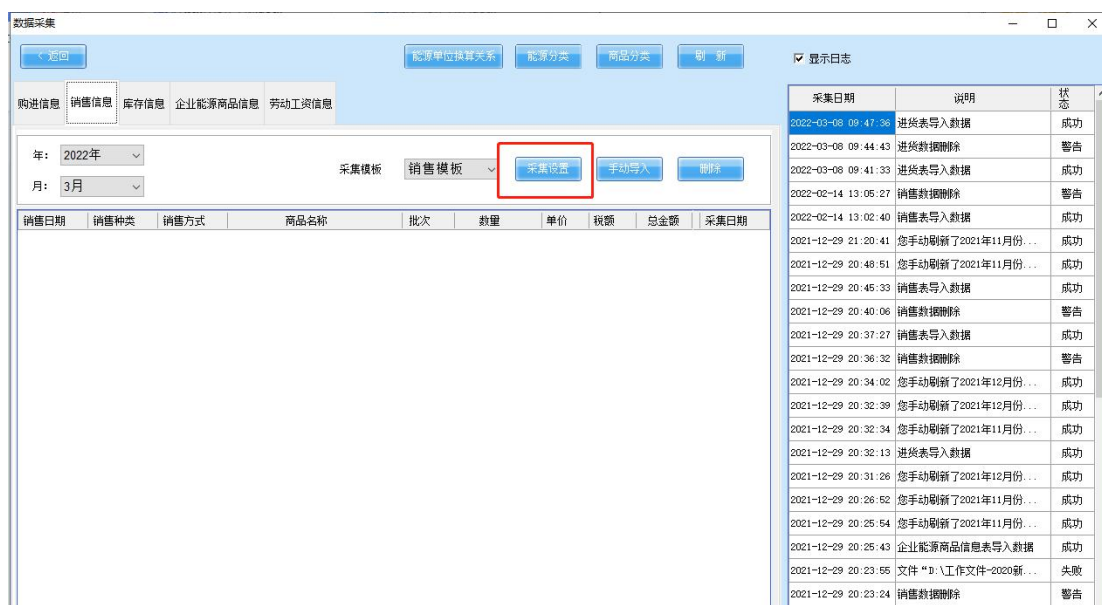 数据采集
< 返回 能源单位换算关系 能源分类 商品分类 刷 新 显示日志
购进信息 销售信息 库存信息 企业能源商品信息 劳动工资信息
年： 2022年
月： 3月
采集模板 销售模板 采集设置 手动导入 删除
销售日期 销售种类 销售方式 商品名称 批次 数量 单价 税额 总金额 采集日期
采集日期 说明 状态
2022-03-08 09:47:36 进货表导入数据 成功
2022-03-08 09:44:43 进货数据删除 警告
2022-03-08 09:41:33 进货表导入数据 成功
2022-02-14 13:05:27 销售数据删除 警告
2022-02-14 13:02:40 销售表导入数据 成功
2021-12-29 21:20:41 您手动刷新了2021年11月份... 成功
2021-12-29 20:48:51 您手动刷新了2021年11月份... 成功
2021-12-29 20:45:33 销售表导入数据 成功
2021-12-29 20:40:06 销售数据删除 警告
2021-12-29 20:37:27 销售表导入数据 成功
2021-12-29 20:36:32 销售数据删除 警告
2021-12-29 20:34:02 您手动刷新了2021年12月份... 成功
2021-12-29 20:32:39 您手动刷新了2021年12月份... 成功
2021-12-29 20:32:34 您手动刷新了2021年11月份... 成功
2021-12-29 20:32:13 进货表导入数据 成功
2021-12-29 20:31:26 您手动刷新了2021年12月份... 成功
2021-12-29 20:26:52 您手动刷新了2021年11月份... 成功
2021-12-29 20:25:54 您手动刷新了2021年11月份... 成功
2021-12-29 20:25:43 企业能源商品信息表导入数据 成功
2021-12-29 20:23:55 文件“D:\工作文件-2020新... 失败
2021-12-29 20:23:24 销售数据删除 警告